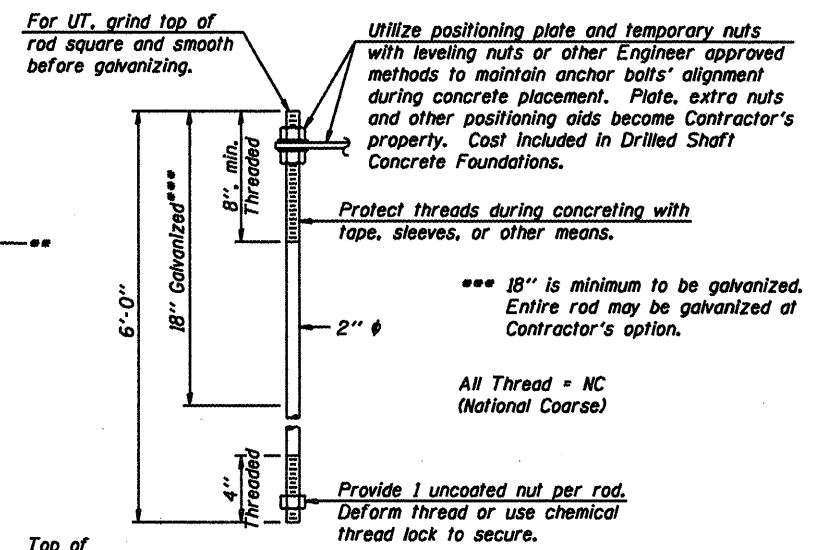 For UT, grind top of
rod square and smooth
before galvanizing.
Utilize positioning plate and temporary nuts
with leveling nuts or other Engineer approved
methods to maintain anchor bolts' alignment
during concrete placement. Plate, extra nuts
and other positioning aids become Contractor's
property. Cost included in Drilled Shaft
Concrete Foundations.
8", min.
Threaded
18" Galvanized***
6'-0"
Protect threads during concreting with
tape, sleeves, or other means.
**
*** 18" is minimum to be galvanized.
Entire rod may be galvanized at
Contractor's option.
2" ϕ
All Thread = NC
(National Coarse)
4"
Threaded
Provide 1 uncoated nut per rod.
Deform thread or use chemical
thread lock to secure.
Top of